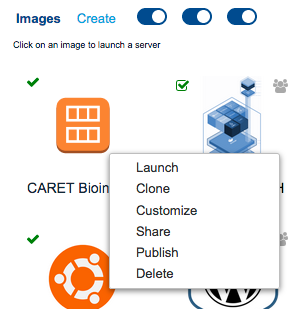 Images Create
Click on an image to launch a server
CARET Bioin H
Launch
Clone
Customize
Share
Publish
Delete